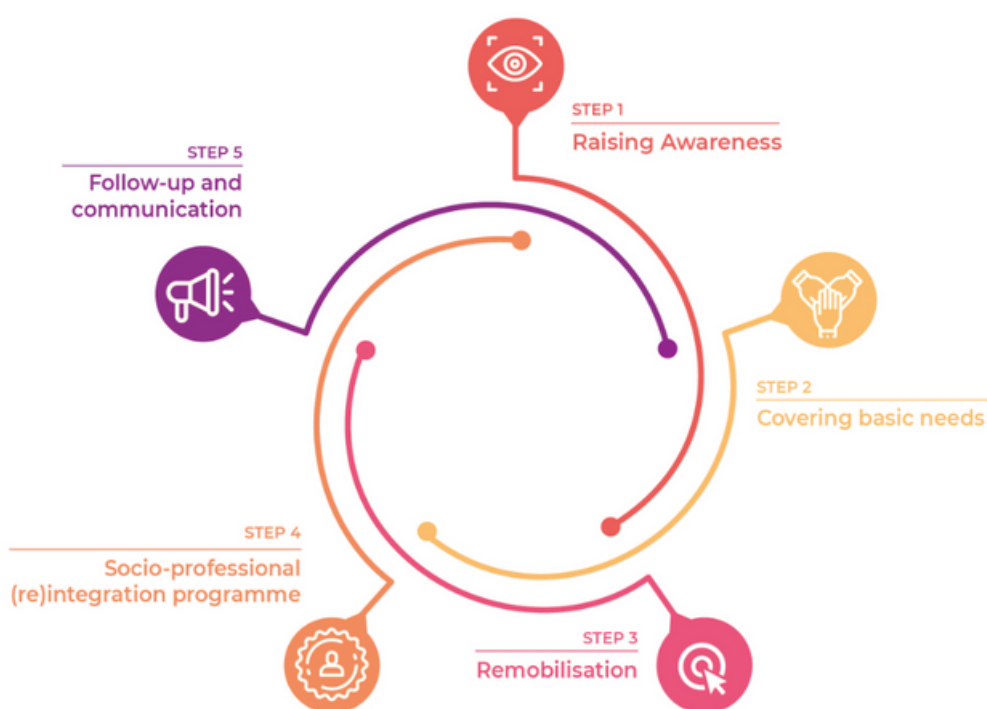 STEP 1
Raising Awareness
STEP 2
Covering basic needs
STEP 3
Remobilisation
STEP 4
Socio-professional
(re)integration programme
STEP 5
Follow-up and
communication